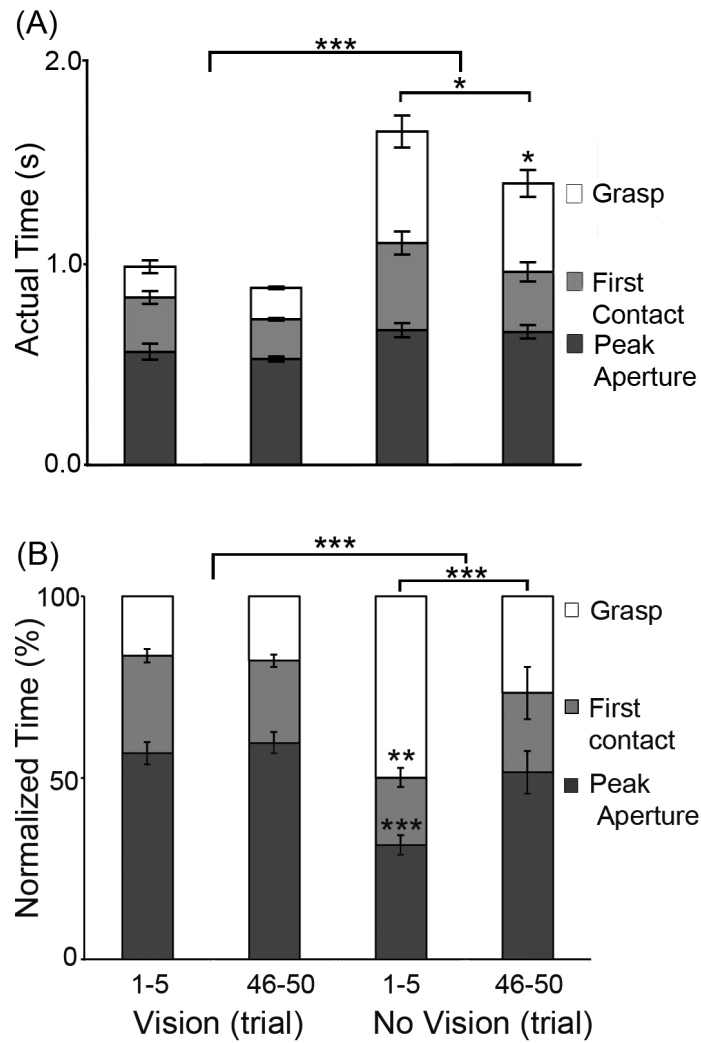 (A)
***
2.0
*
*
Grasp
Actual Time (s)
1.0
First
Contact
Peak
Aperture
0.0
(B)
***
***
100
Grasp
Normalized Time (%)
First
contact
**
50
Peak
Aperture
***
0
1-5 46-50 1-5 46-50
Vision (trial) No Vision (trial)